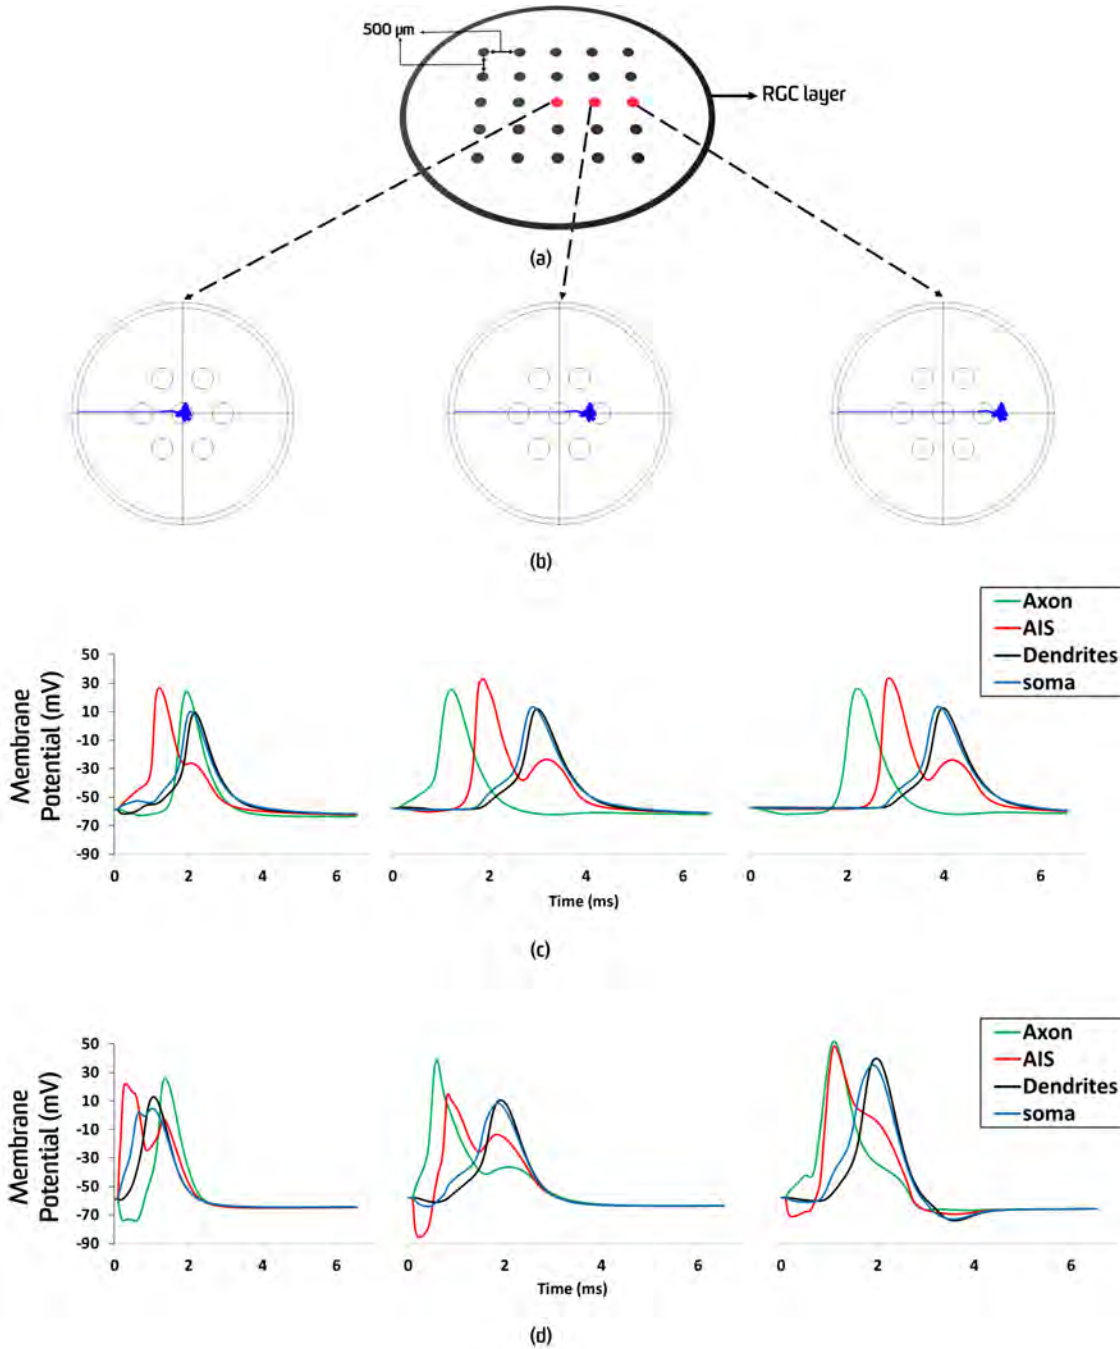 500 µm
RGC layer
(a)
(b)
Axon
AIS
Dendrites
soma
Membrane
Potential (mV)
50
30
10
-10
-30
-50
-70
-90
0 2 4 6
0 2 4 6
0 2 4 6
Time (ms)
(c)
Axon
AIS
Dendrites
soma
Membrane
Potential (mV)
50
30
10
-10
-30
-50
-70
-90
0 2 4 6
0 2 4 6
0 2 4 6
Time (ms)
(d)